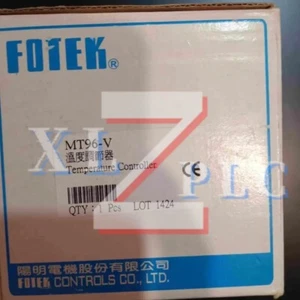 FOTEK®
MT96-V
溫度調節器
Temperature Controller
CE
QTY : 1 Pcs LOT 1424
XI Z PLC
陽明電機股份有限公司
FOTEK CONTROLS CO., LTD.